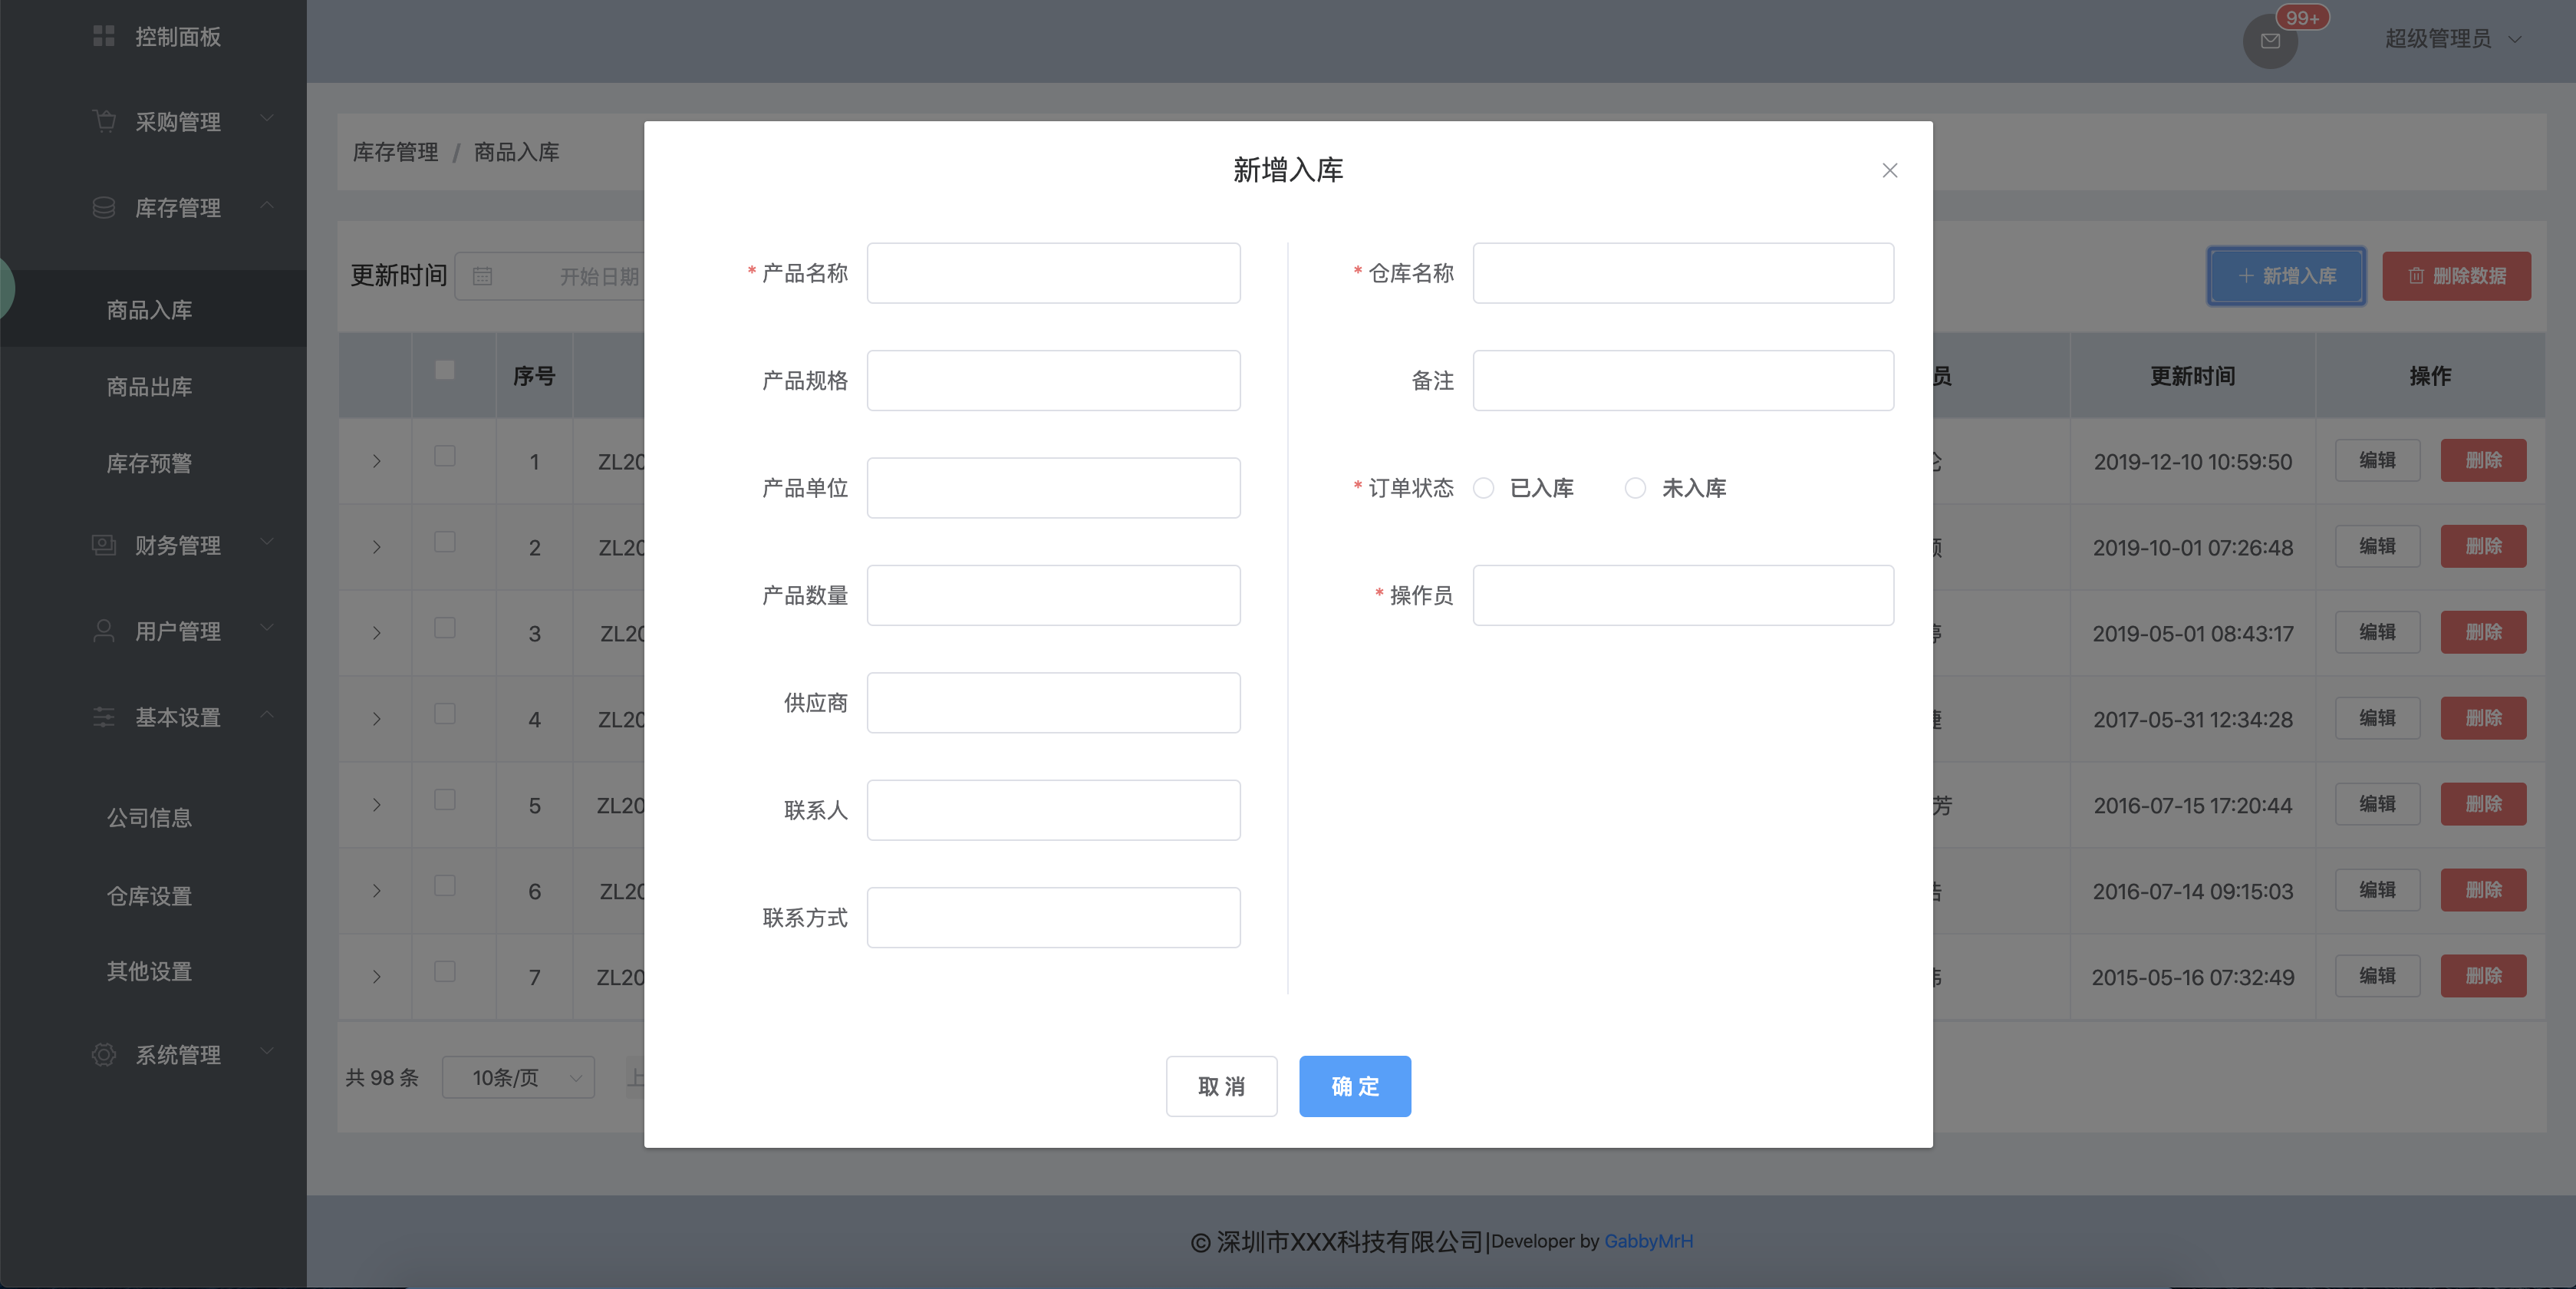 控制面板
采购管理
库存管理
商品入库
商品出库
库存预警
财务管理
用户管理
基本设置
公司信息
仓库设置
其他设置
系统管理
99+
超级管理员
库存管理 / 商品入库
更新时间 开始日期
+ 新增入库 删除数据
序号 员 更新时间 操作
1 ZL20 2019-12-10 10:59:50 编辑 删除
2 ZL20 2019-10-01 07:26:48 编辑 删除
3 ZL20 2019-05-01 08:43:17 编辑 删除
4 ZL20 2017-05-31 12:34:28 编辑 删除
5 ZL20 芳 2016-07-15 17:20:44 编辑 删除
6 ZL20 2016-07-14 09:15:03 编辑 删除
7 ZL20 2015-05-16 07:32:49 编辑 删除
共 98 条 10条/页 上
新增入库
* 产品名称
产品规格
产品单位
产品数量
供应商
联系人
联系方式
* 仓库名称
备注
* 订单状态 已入库 未入库
* 操作员
取 消 确 定
© 深圳市XXX科技有限公司|Developer by GabbyMrH